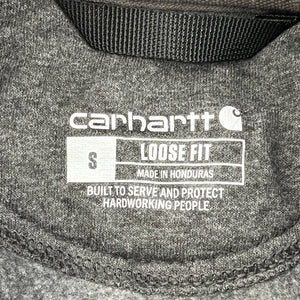 carhartt
S
LOOSE FIT
MADE IN HONDURAS
BUILT TO SERVE AND PROTECT
HARDWORKING PEOPLE